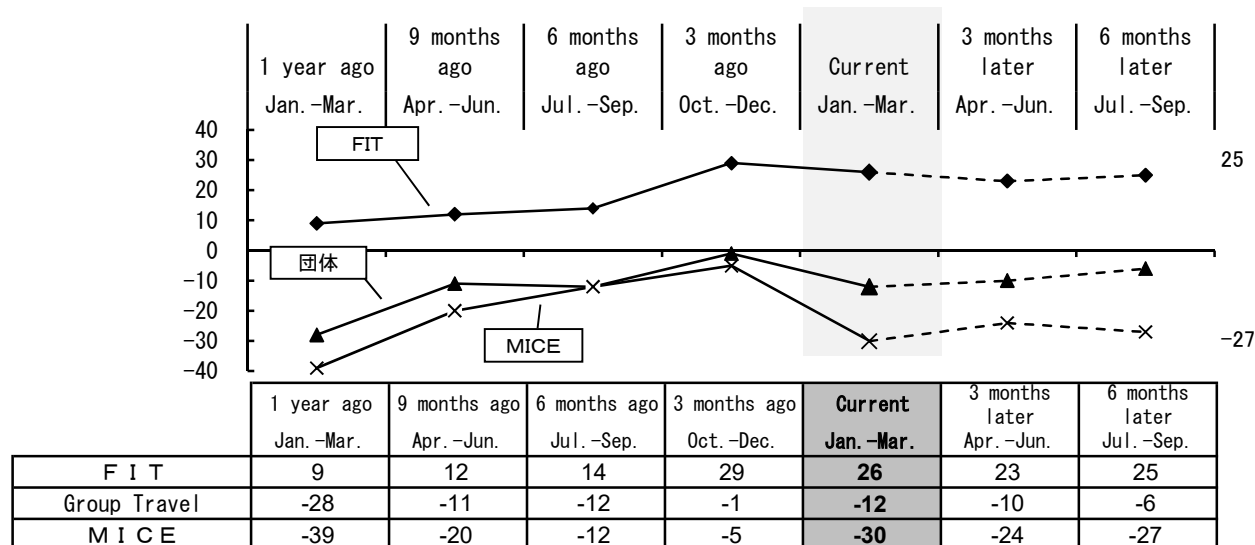 1 year ago
Jan.-Mar.
9 months
ago
Apr.-Jun.
6 months
ago
Jul.-Sep.
3 months
ago
Oct.-Dec.
Current
Jan.-Mar.
3 months
later
Apr.-Jun.
6 months
later
Jul.-Sep.
40
30
20
10
0
-10
-20
-30
-40
FIT
団体
MICE
25
-27
1 year ago
Jan.-Mar.
9 months ago
Apr.-Jun.
6 months ago
Jul.-Sep.
3 months ago
Oct.-Dec.
Current
Jan.-Mar.
3 months
later
Apr.-Jun.
6 months
later
Jul.-Sep.
ＦＩＴ 9 12 14 29 26 23 25
Group Travel -28 -11 -12 -1 -12 -10 -6
ＭＩＣＥ -39 -20 -12 -5 -30 -24 -27